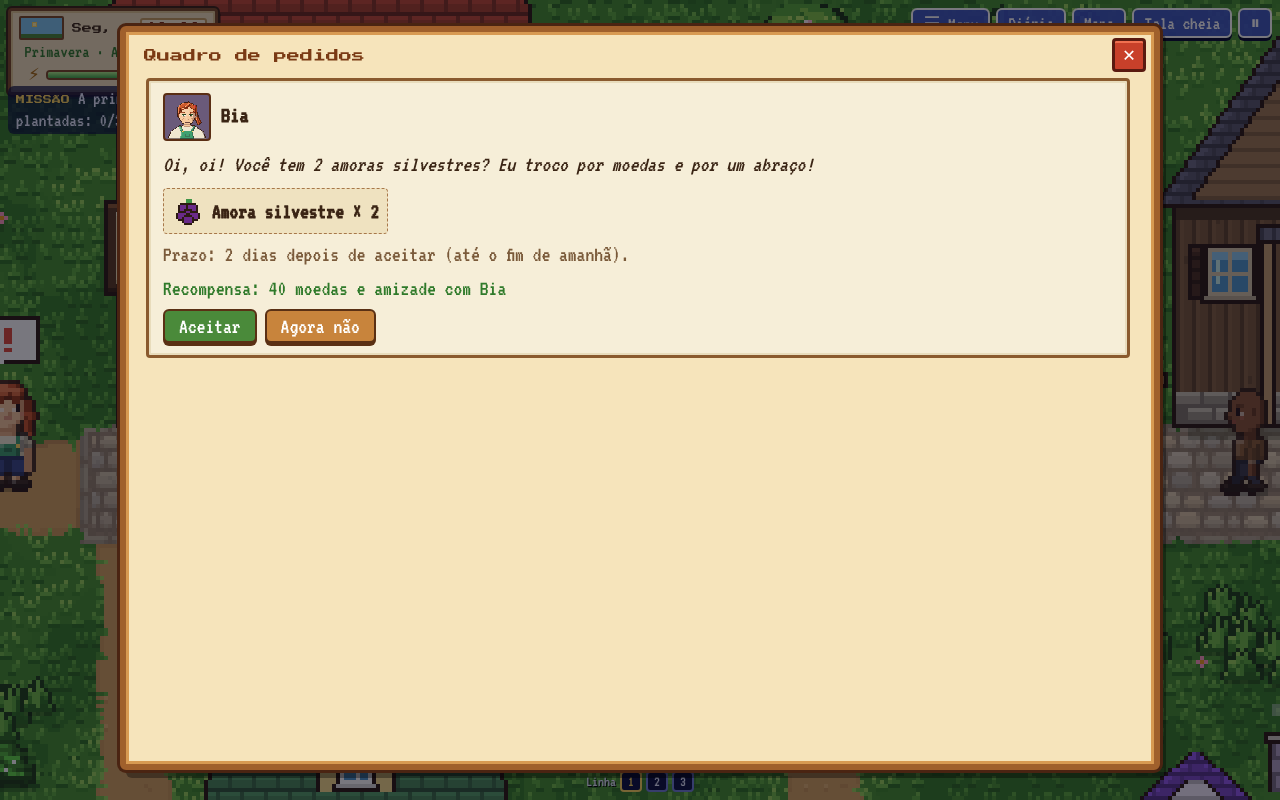 Seg,
Primavera · A
MISSÃO A pri
plantadas: 0/
Menu
Diário
Mapa
Tela cheia
Quadro de pedidos
Bia
Oi, oi! Você tem 2 amoras silvestres? Eu troco por moedas e por um abraço!
Amora silvestre X 2
Prazo: 2 dias depois de aceitar (até o fim de amanhã).
Recompensa: 40 moedas e amizade com Bia
Aceitar
Agora não
!
Linha 1 2 3